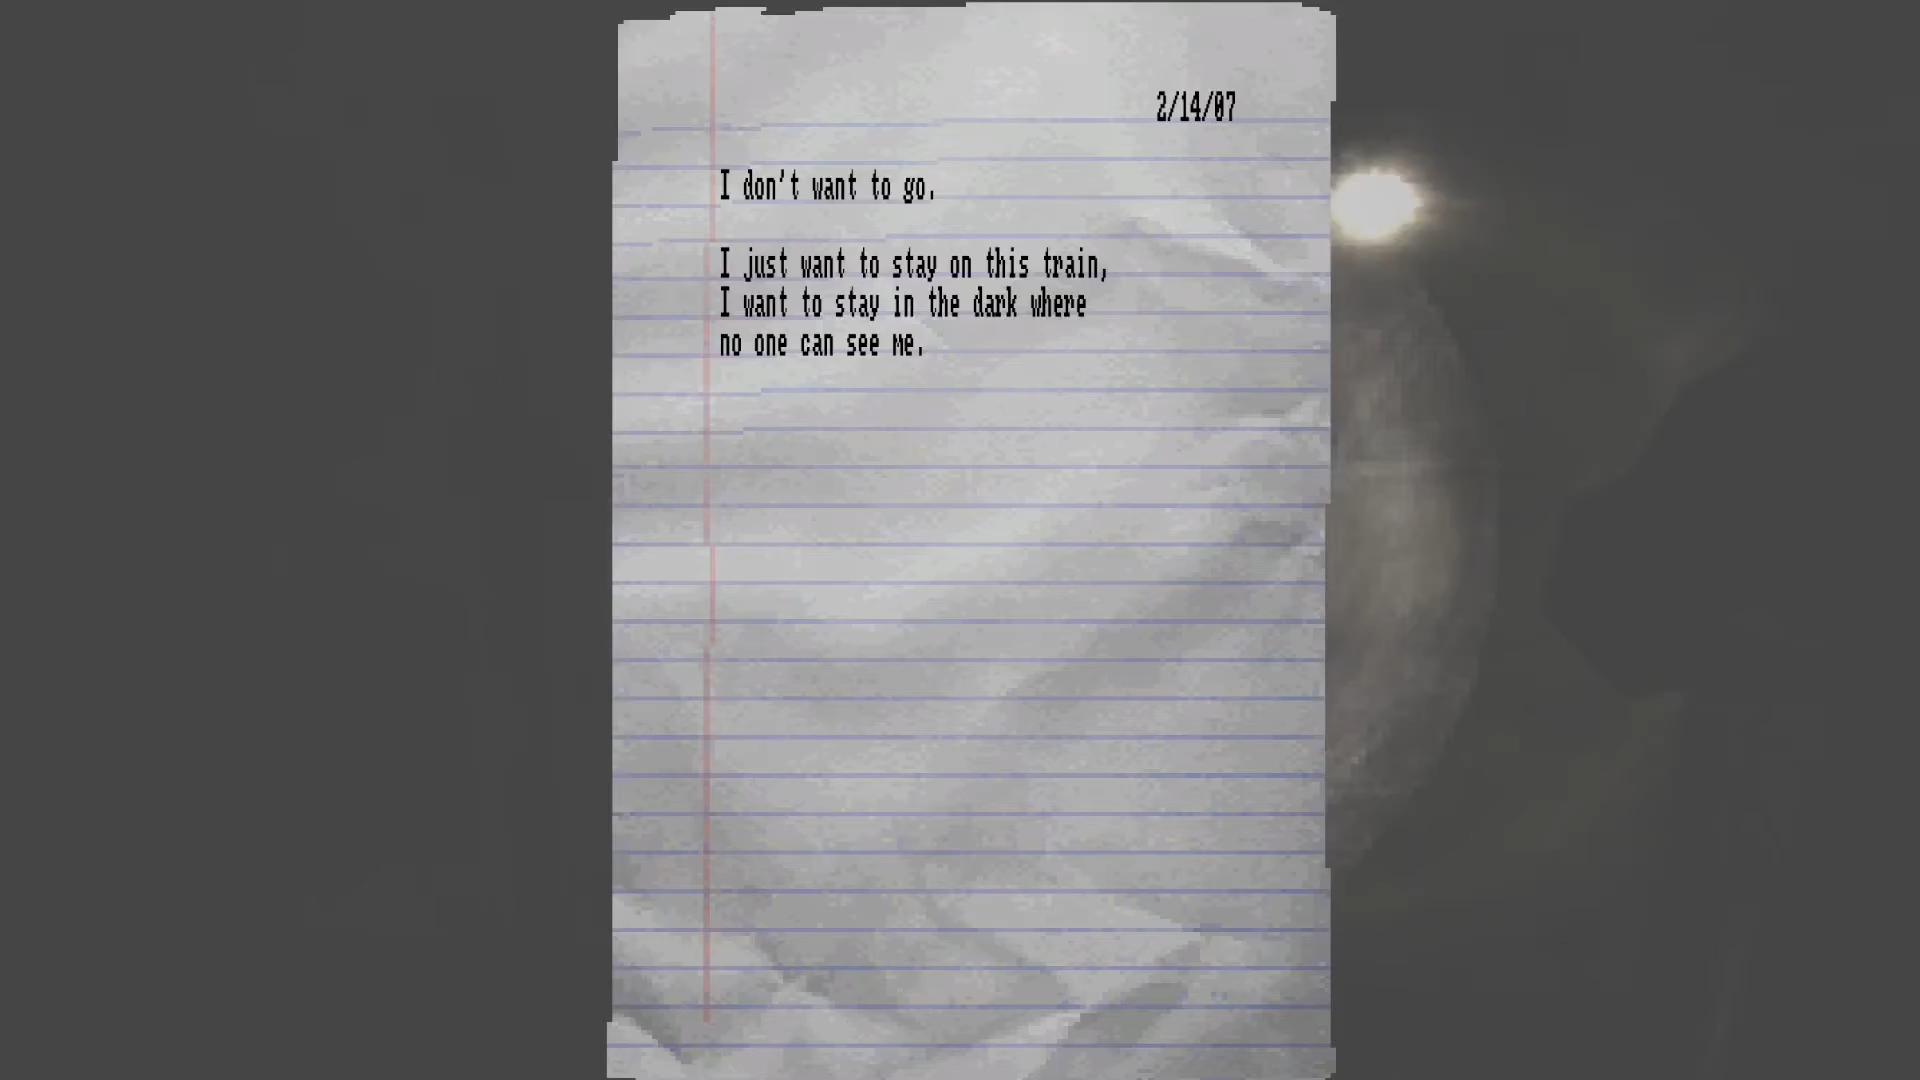 2/14/07
I don't want to go.
I just want to stay on this train,
I want to stay in the dark where
no one can see me.